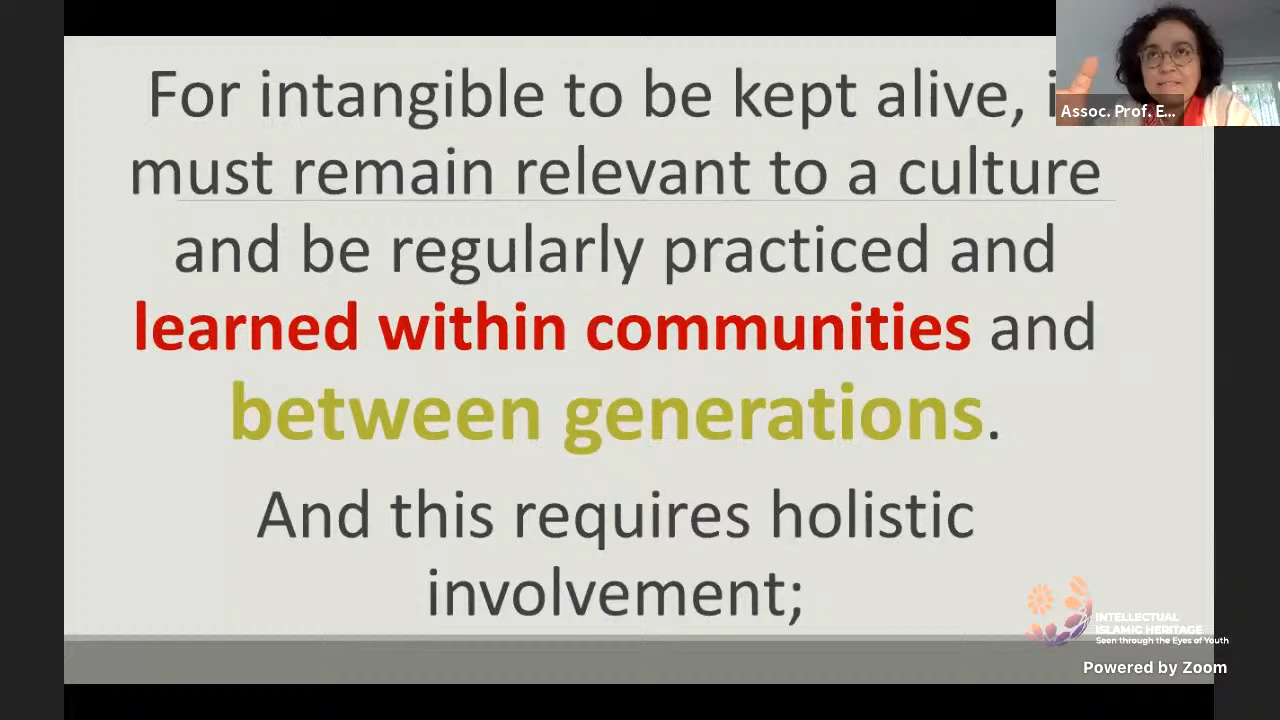 For intangible to be kept alive,
must remain relevant to a culture
and be regularly practiced and
learned within communities and
between generations.
And this requires holistic
involvement;
Assoc. Prof. E...
INTELLECTUAL
ISLAMIC HERITAGE
Seen through the Eyes of Youth
Powered by Zoom